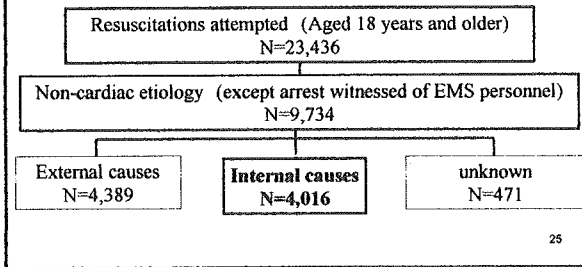 Resuscitations attempted (Aged 18 years and older)
N=23,436
Non-cardiac etiology (except arrest witnessed of EMS personnel)
N=9,734
External causes
N=4,389
Internal causes
N=4,016
unknown
N=471
25